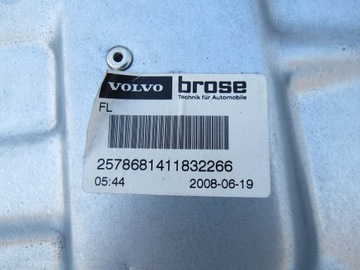 VOLVO brose
Technik für Automobile
FL
2578681411832266
05:44 2008-06-19